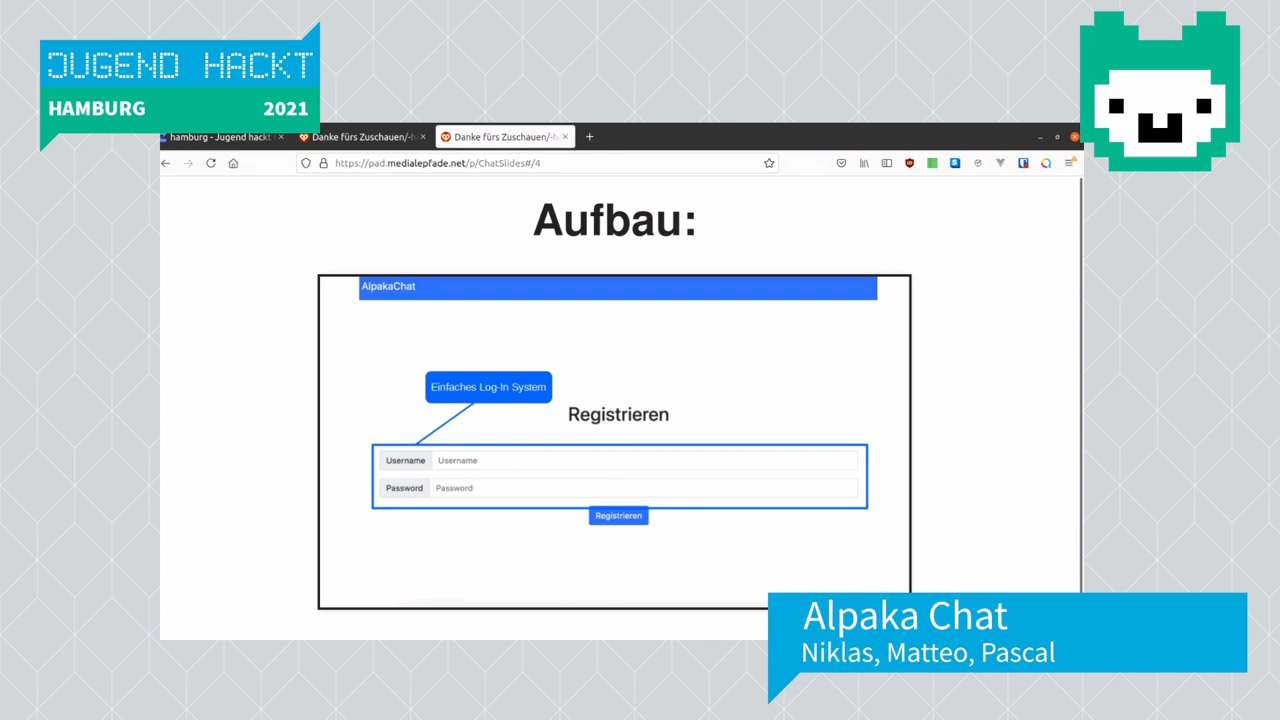 JUGEND HACKT
HAMBURG 2021
hamburg - Jugend hackt
Danke fürs Zuschauen/-h
Danke fürs Zuschauen/-h
https://pad.medialepfade.net/p/ChatSlides#/4
Aufbau:
AlpakaChat
Einfaches Log-In System
Registrieren
Username Username
Password Password
Registrieren
Alpaka Chat
Niklas, Matteo, Pascal